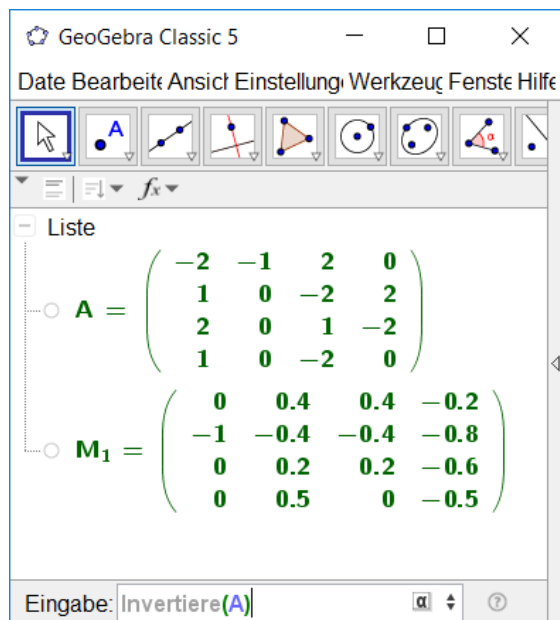 GeoGebra Classic 5
Date Bearbeite Ansich Einstellung Werkzeug Fenste Hilfe
A
α
fx
Liste
A = 
−2 −1 2 0
1 0 −2 2
2 0 1 −2
1 0 −2 0
M₁ =
0 0.4 0.4 −0.2
−1 −0.4 −0.4 −0.8
0 0.2 0.2 −0.6
0 0.5 0 −0.5
Eingabe: Invertiere(A) α ?